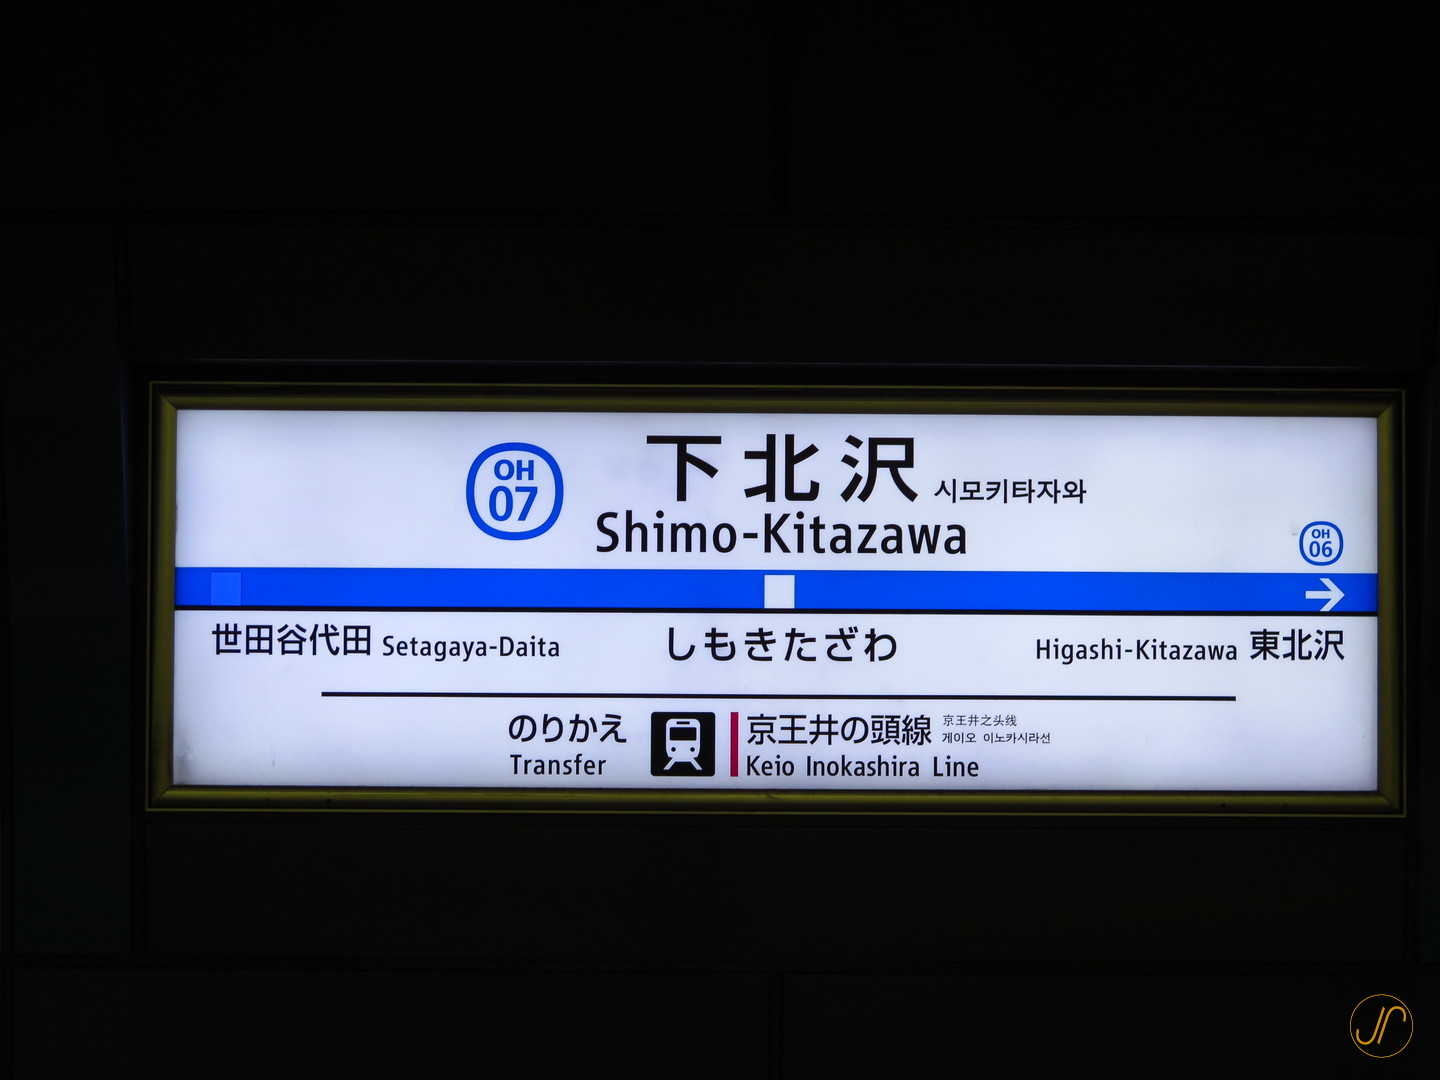 OH
07
下北沢 시모키타자와
Shimo-Kitazawa
OH
06
世田谷代田 Setagaya-Daita
しもきたざわ
Higashi-Kitazawa 東北沢
のりかえ
Transfer
京王井の頭線
京王井之头线
게이오 이노카시라선
Keio Inokashira Line